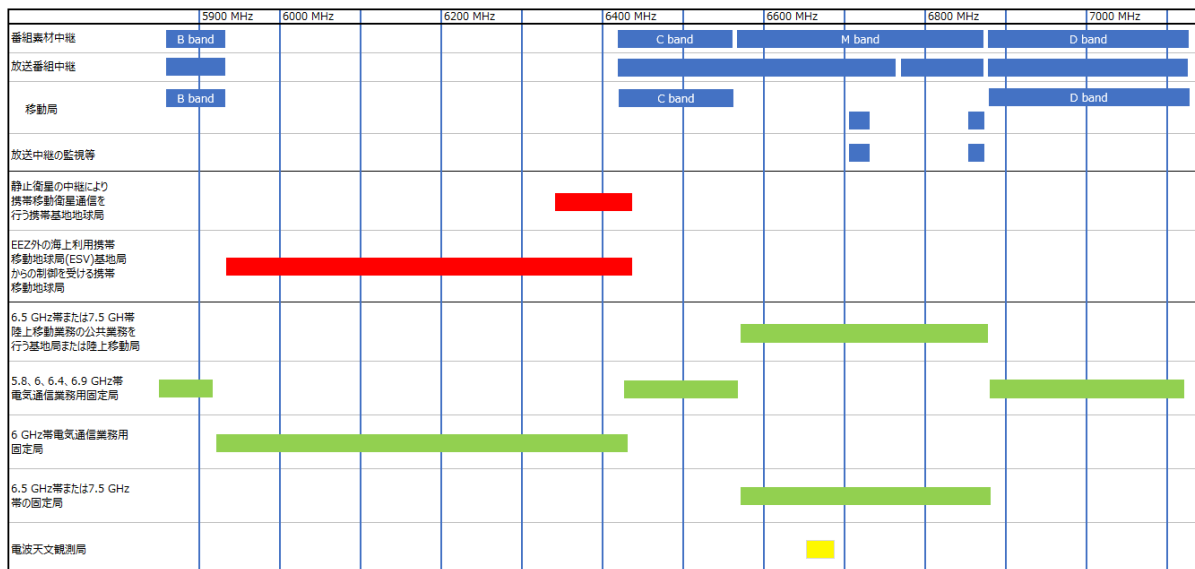 5900 MHz 6000 MHz 6200 MHz 6400 MHz 6600 MHz 6800 MHz 7000 MHz
番組素材中継 B band C band M band D band
放送番組中継
移動局 B band C band D band
放送中継の監視等
静止衛星の中継により
携帯移動衛星通信を
行う携帯基地地球局
EEZ外の海上利用携帯
移動地球局(ESV)基地局
からの制御を受ける携帯
移動地球局
6.5 GHz帯または7.5 GH帯
陸上移動業務の公共業務を
行う基地局または陸上移動局
5.8、6、6.4、6.9 GHz帯
電気通信業務用固定局
6 GHz帯電気通信業務用
固定局
6.5 GHz帯または7.5 GHz
帯の固定局
電波天文観測局